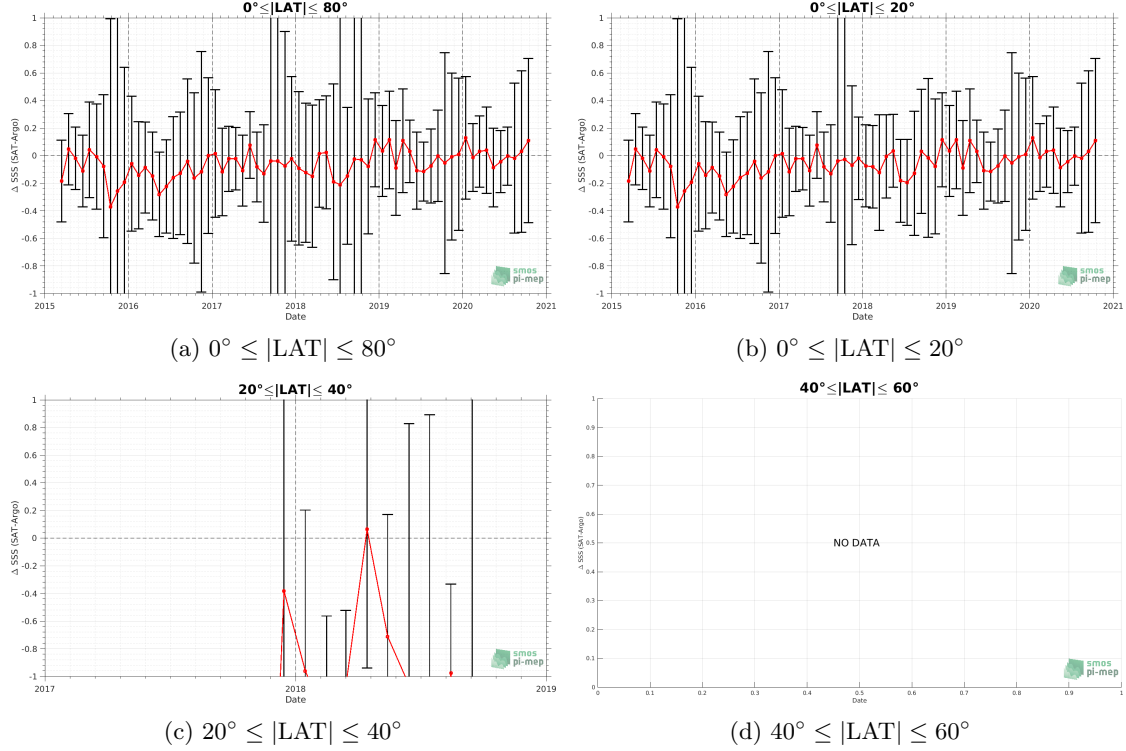 0°≤|LAT|≤ 80°
1
0.8
0.6
0.4
0.2
0
-0.2
-0.4
-0.6
-0.8
-1
Δ SSS (SAT-Argo)
2015 2016 2017 2018 2019 2020 2021
Date
smos
pi-mep
(a) 0° ≤ |LAT| ≤ 80°
0°≤|LAT|≤ 20°
1
0.8
0.6
0.4
0.2
0
-0.2
-0.4
-0.6
-0.8
-1
Δ SSS (SAT-Argo)
2015 2016 2017 2018 2019 2020 2021
Date
smos
pi-mep
(b) 0° ≤ |LAT| ≤ 20°
20°≤|LAT|≤ 40°
1
0.8
0.6
0.4
0.2
0
-0.2
-0.4
-0.6
-0.8
-1
Δ SSS (SAT-Argo)
2017 2018 2019
Date
smos
pi-mep
(c) 20° ≤ |LAT| ≤ 40°
40°≤|LAT|≤ 60°
1
0.9
0.8
0.7
0.6
0.5
0.4
0.3
0.2
0.1
0
Δ SSS (SAT-Argo)
NO DATA
0 0.1 0.2 0.3 0.4 0.5 0.6 0.7 0.8 0.9 1
Date
smos
pi-mep
(d) 40° ≤ |LAT| ≤ 60°